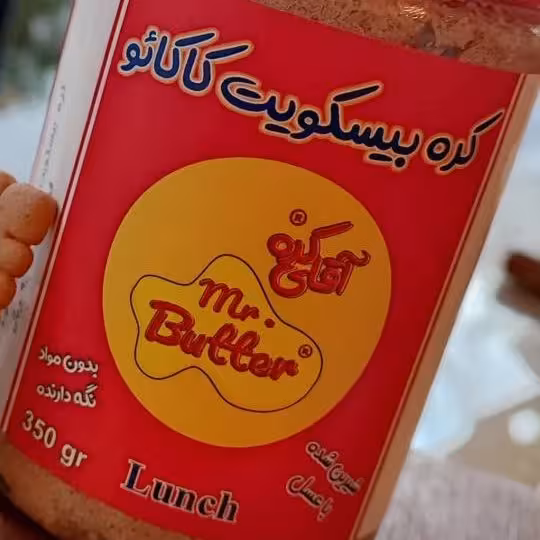 کره بیسکویت کاکائو
آقای کره®
Mr.
Butter®
بدون مواد
نگه دارنده
350 gr
Lunch
شیرین شده
با عسل